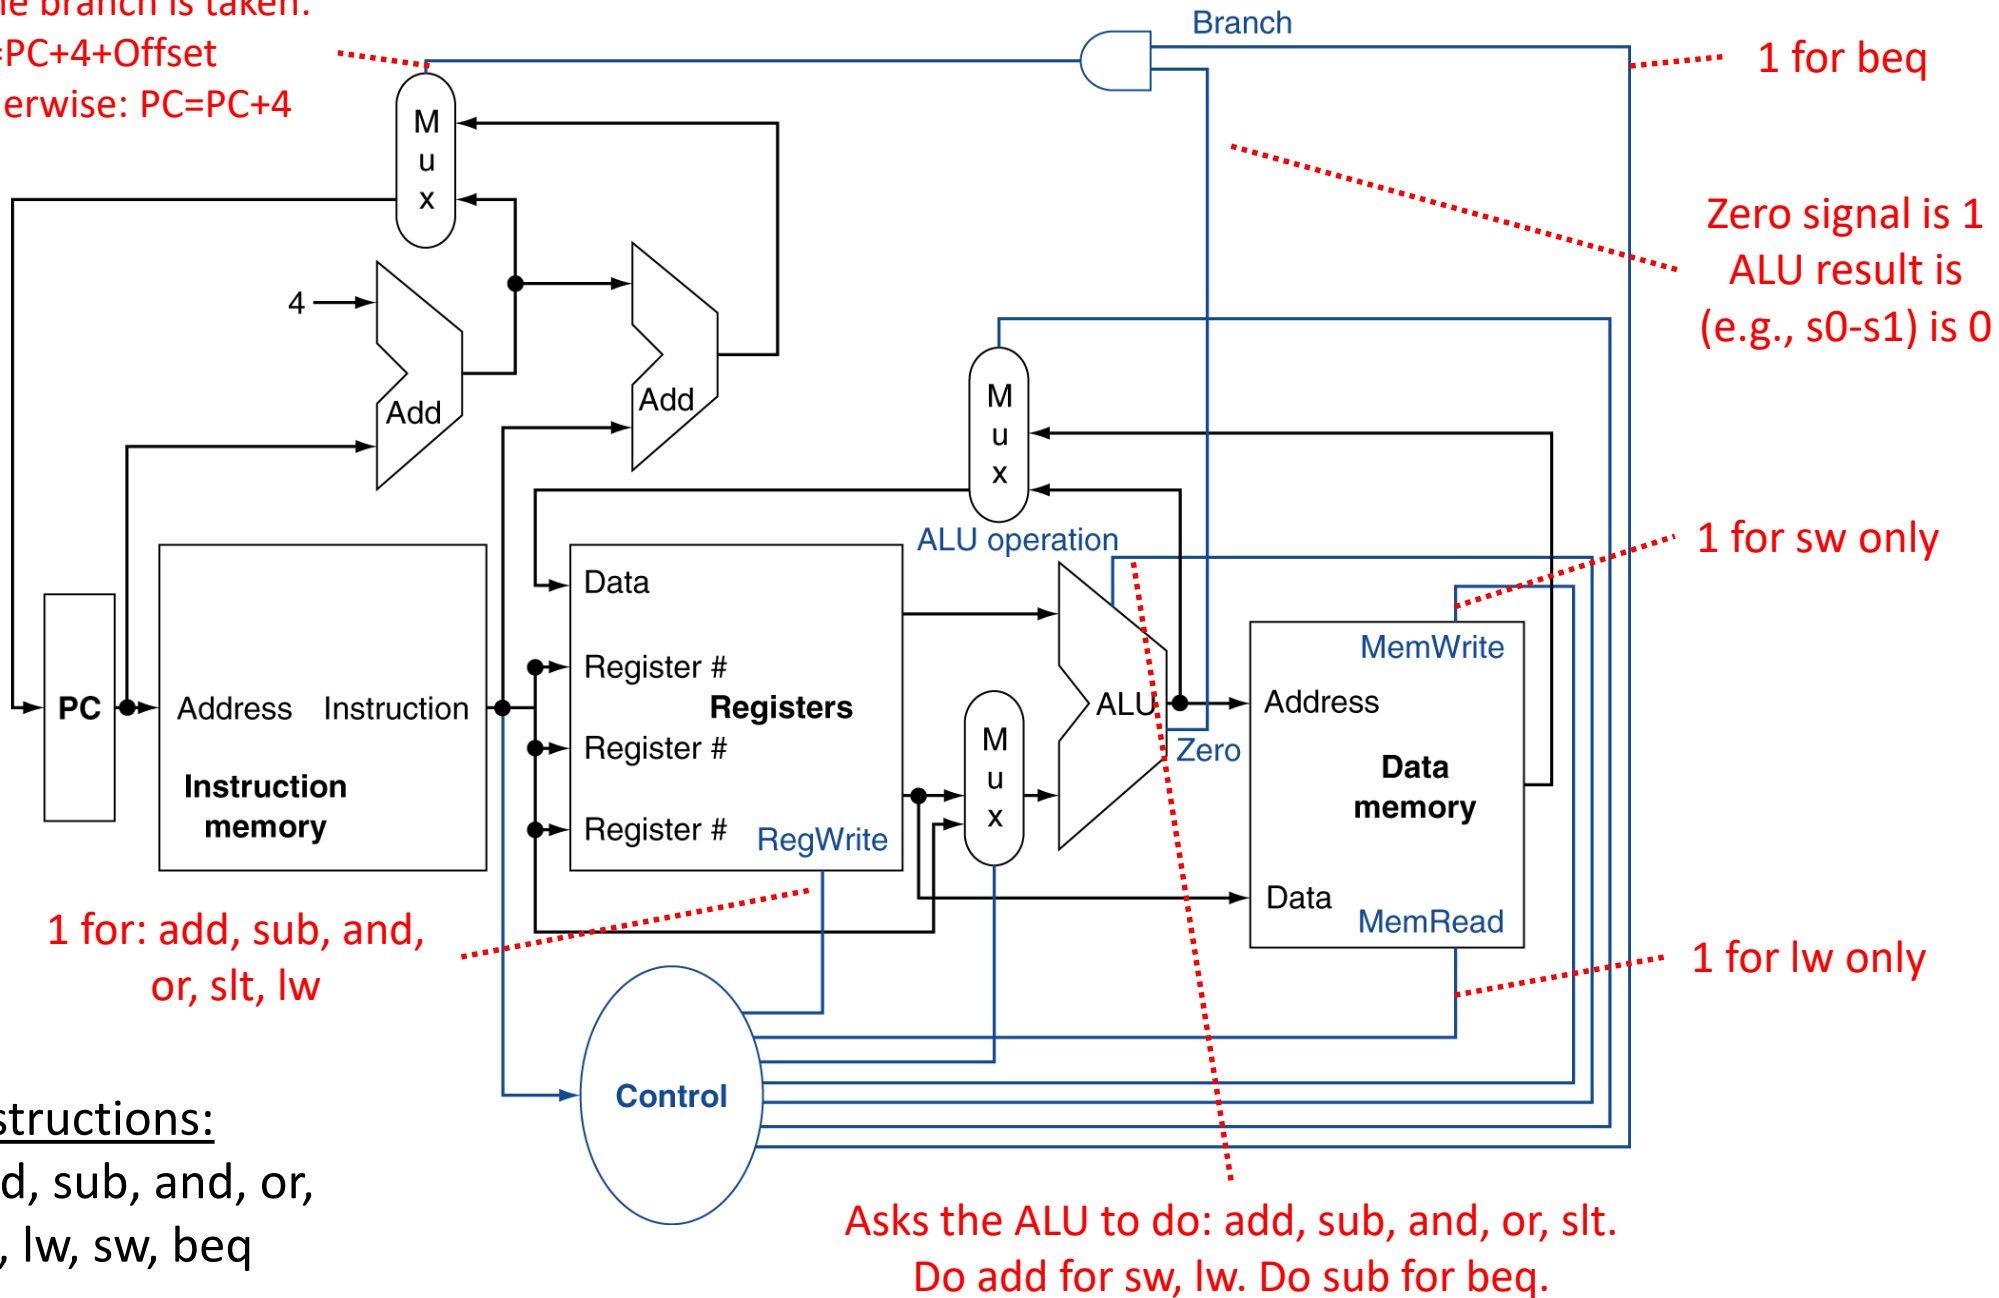 he branch is taken:
=PC+4+Offset
erwise: PC=PC+4
Branch
1 for beq
M
u
x
Zero signal is 1
ALU result is
(e.g., s0-s1) is 0
4
Add
Add
M
u
x
ALU operation
1 for sw only
Data
Register #
Register #
Register #
Registers
RegWrite
PC
Address
Instruction
Instruction
memory
M
u
x
ALU
Zero
MemWrite
Address
Data
memory
Data
MemRead
1 for: add, sub, and,
or, slt, lw
1 for lw only
Control
structions:
d, sub, and, or,
, lw, sw, beq
Asks the ALU to do: add, sub, and, or, slt.
Do add for sw, lw. Do sub for beq.